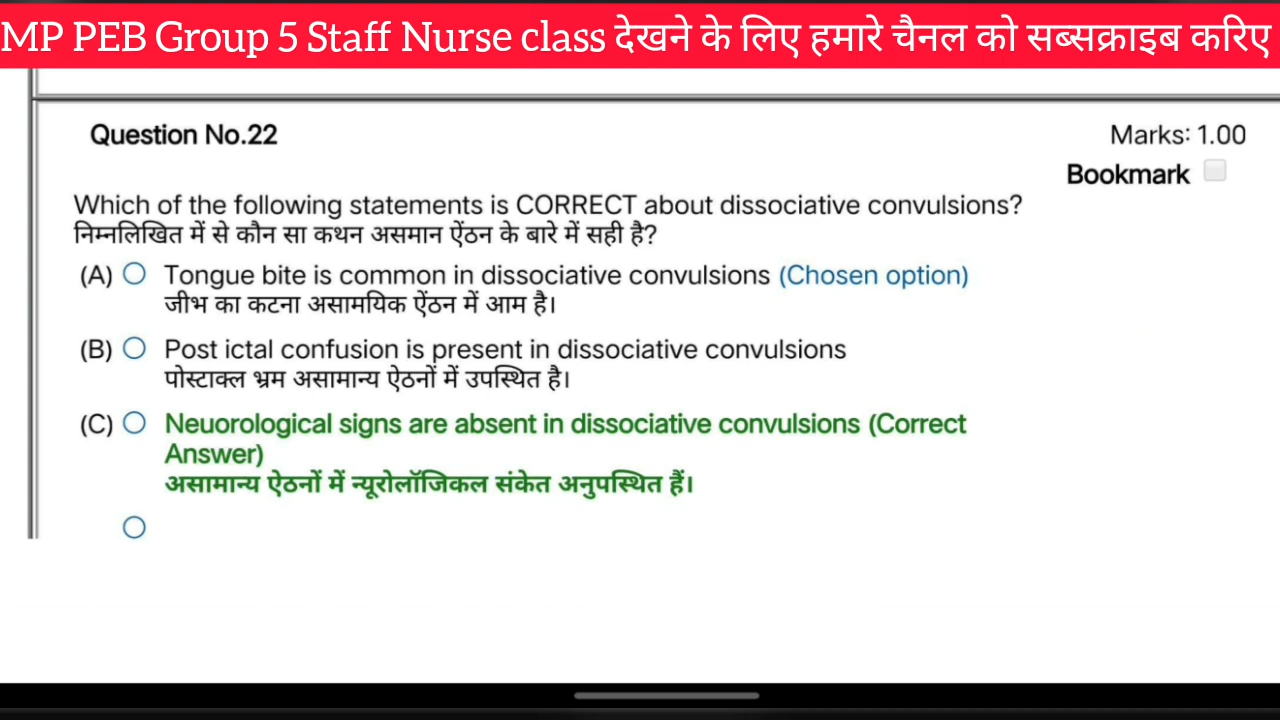 MP PEB Group 5 Staff Nurse class देखने के लिए हमारे चैनल को सब्सक्राइब करिए
Question No.22
Marks: 1.00
Bookmark
Which of the following statements is CORRECT about dissociative convulsions?
निम्नलिखित में से कौन सा कथन असमान ऐंठन के बारे में सही है?
(A) Tongue bite is common in dissociative convulsions (Chosen option)
जीभ का कटना असामयिक ऐंठन में आम है।
(B) Post ictal confusion is present in dissociative convulsions
पोस्टाक्ल भ्रम असामान्य ऐठनों में उपस्थित है।
(C) Neuorological signs are absent in dissociative convulsions (Correct
Answer)
असामान्य ऐठनों में न्यूरोलॉजिकल संकेत अनुपस्थित हैं।